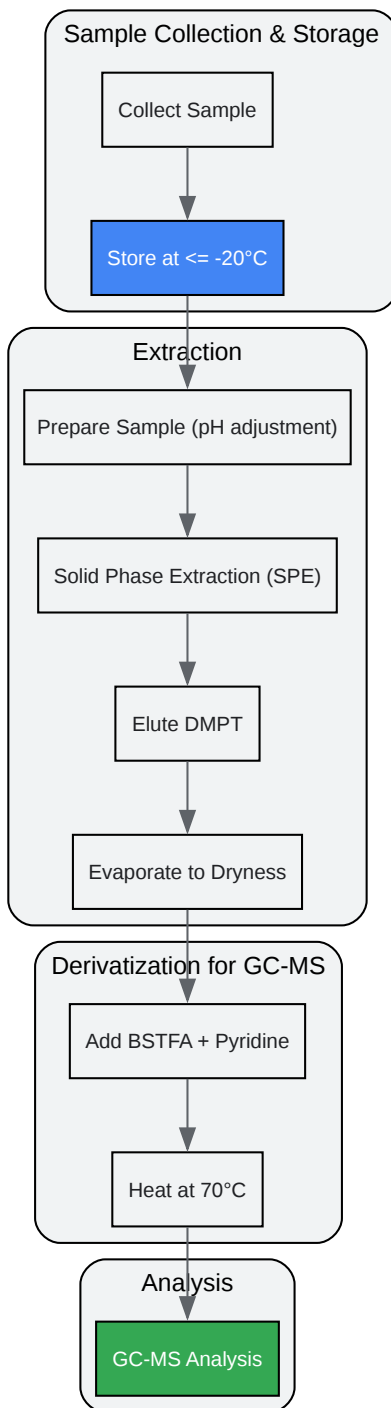 Sample Collection & Storage
Collect Sample
Store at <= -20°C
Extraction
Prepare Sample (pH adjustment)
Solid Phase Extraction (SPE)
Elute DMPT
Evaporate to Dryness
Derivatization for GC-MS
Add BSTFA + Pyridine
Heat at 70°C
Analysis
GC-MS Analysis